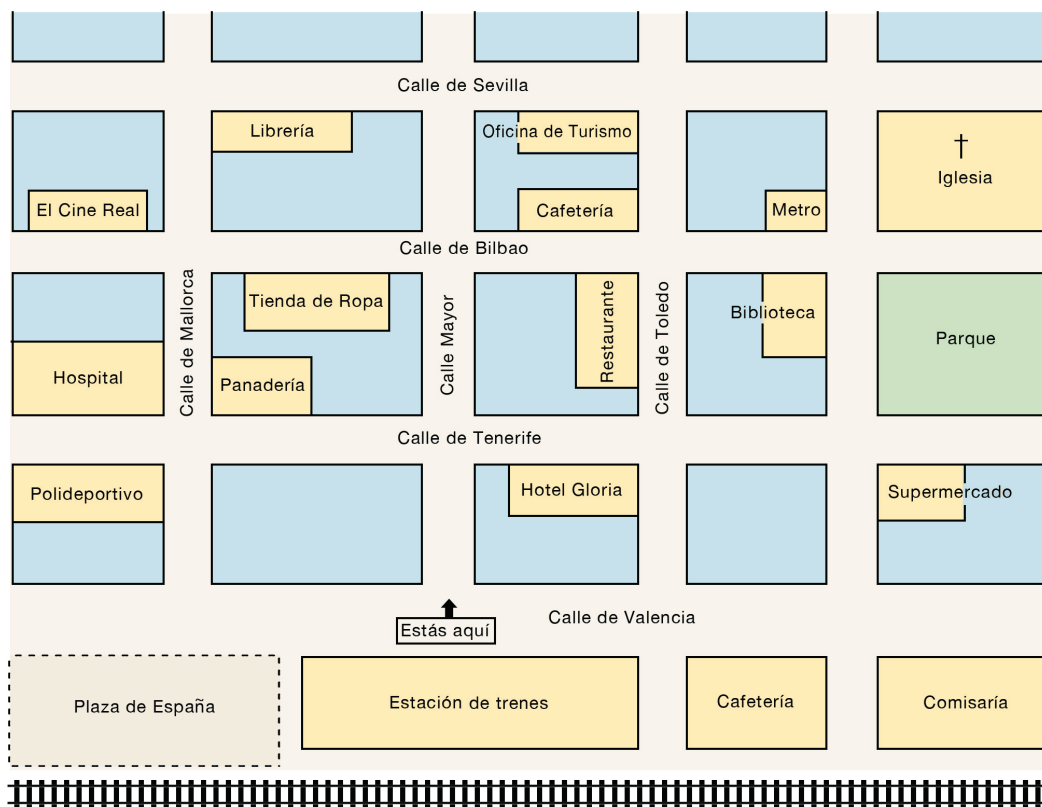 Calle de Sevilla
Librería
Oficina de Turismo
El Cine Real
Cafetería
Metro
Iglesia
Calle de Bilbao
Calle de Mallorca
Tienda de Ropa
Calle Mayor
Restaurante
Calle de Toledo
Biblioteca
Parque
Hospital
Panadería
Calle de Tenerife
Polideportivo
Hotel Gloria
Supermercado
Estás aquí
Calle de Valencia
Plaza de España
Estación de trenes
Cafetería
Comisaría